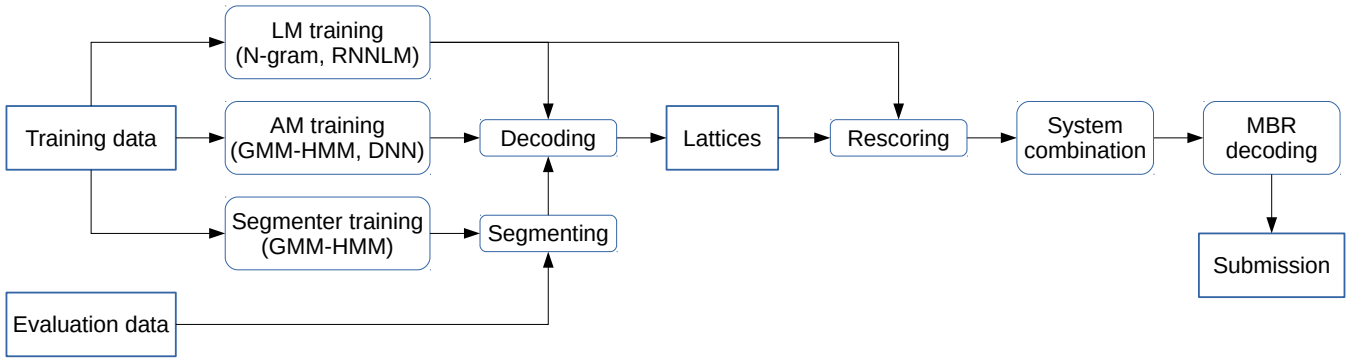 LM training
(N-gram, RNNLM)
Training data
AM training
(GMM-HMM, DNN)
Decoding
Lattices
Rescoring
System
combination
MBR
decoding
Segmenter training
(GMM-HMM)
Segmenting
Submission
Evaluation data